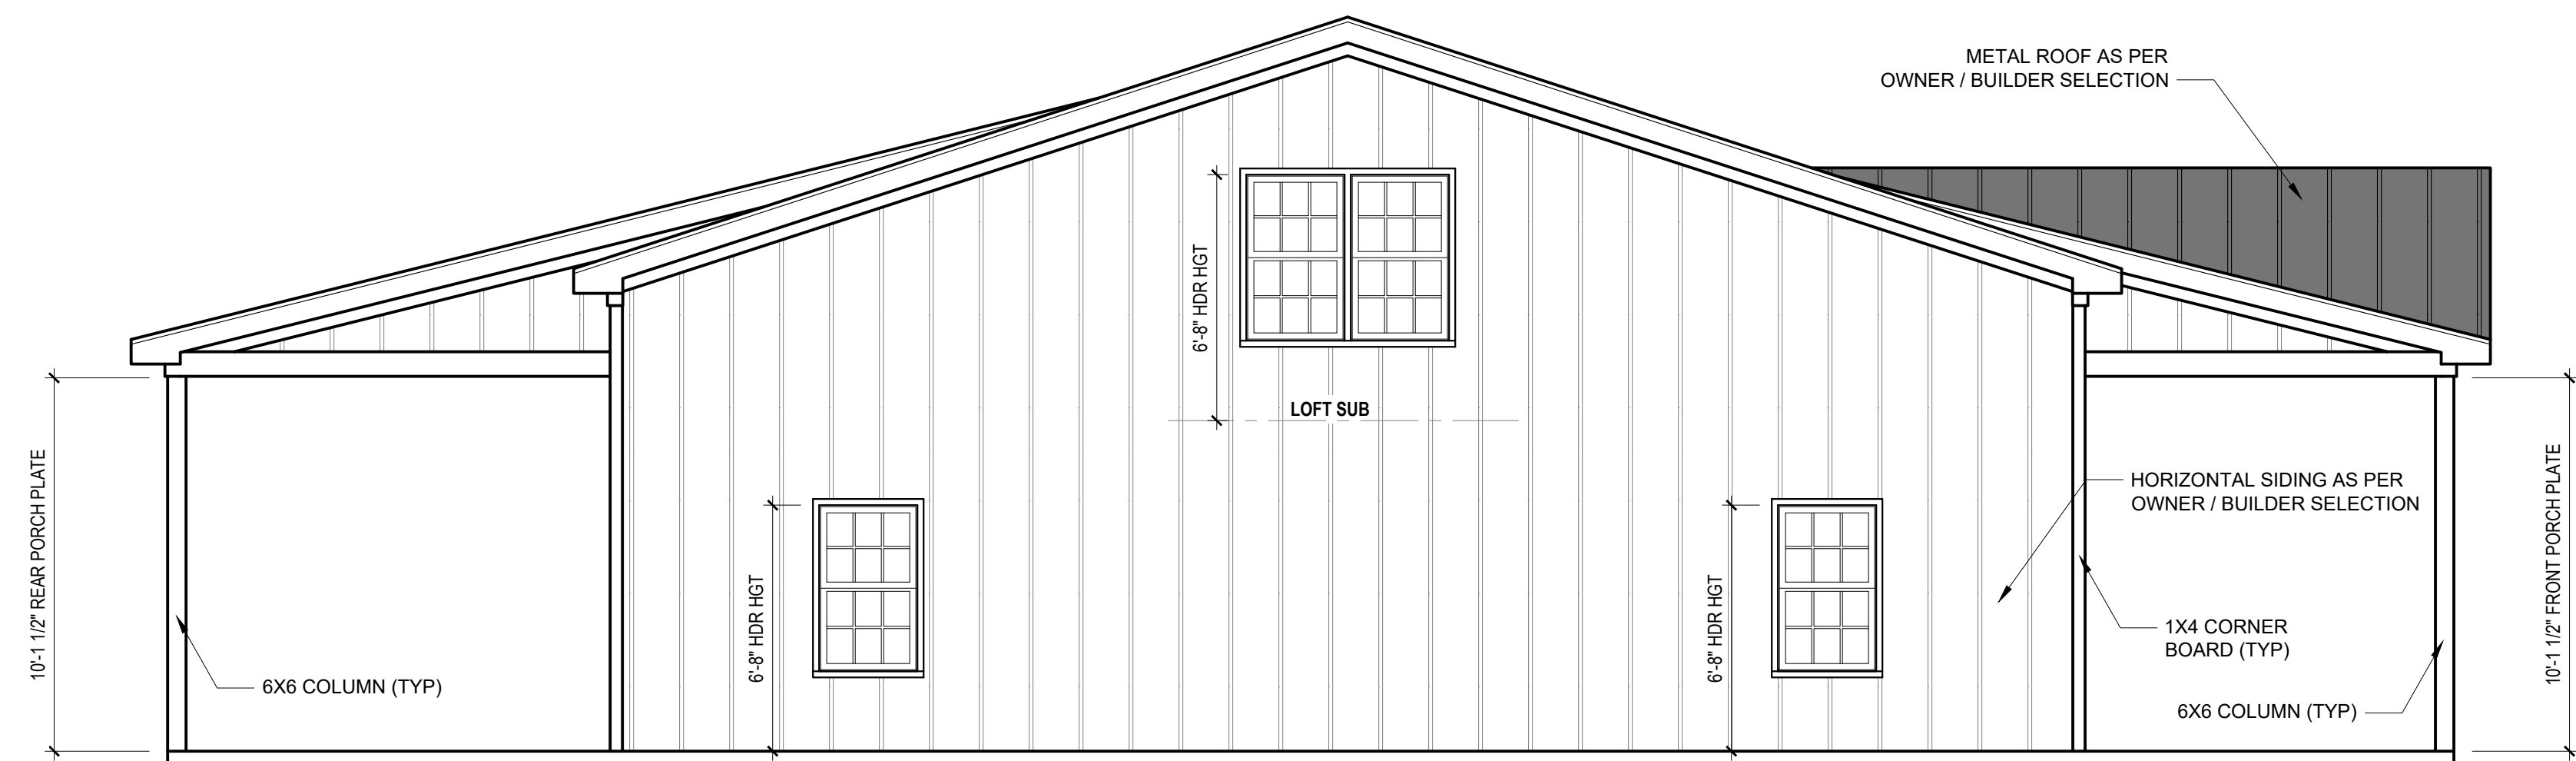 METAL ROOF AS PER
OWNER / BUILDER SELECTION
6'-8" HDR HGT
LOFT SUB
10'-1 1/2" REAR PORCH PLATE
6X6 COLUMN (TYP)
6'-8" HDR HGT
6'-8" HDR HGT
HORIZONTAL SIDING AS PER
OWNER / BUILDER SELECTION
1X4 CORNER
BOARD (TYP)
6X6 COLUMN (TYP)
10'-1 1/2" FRONT PORCH PLATE